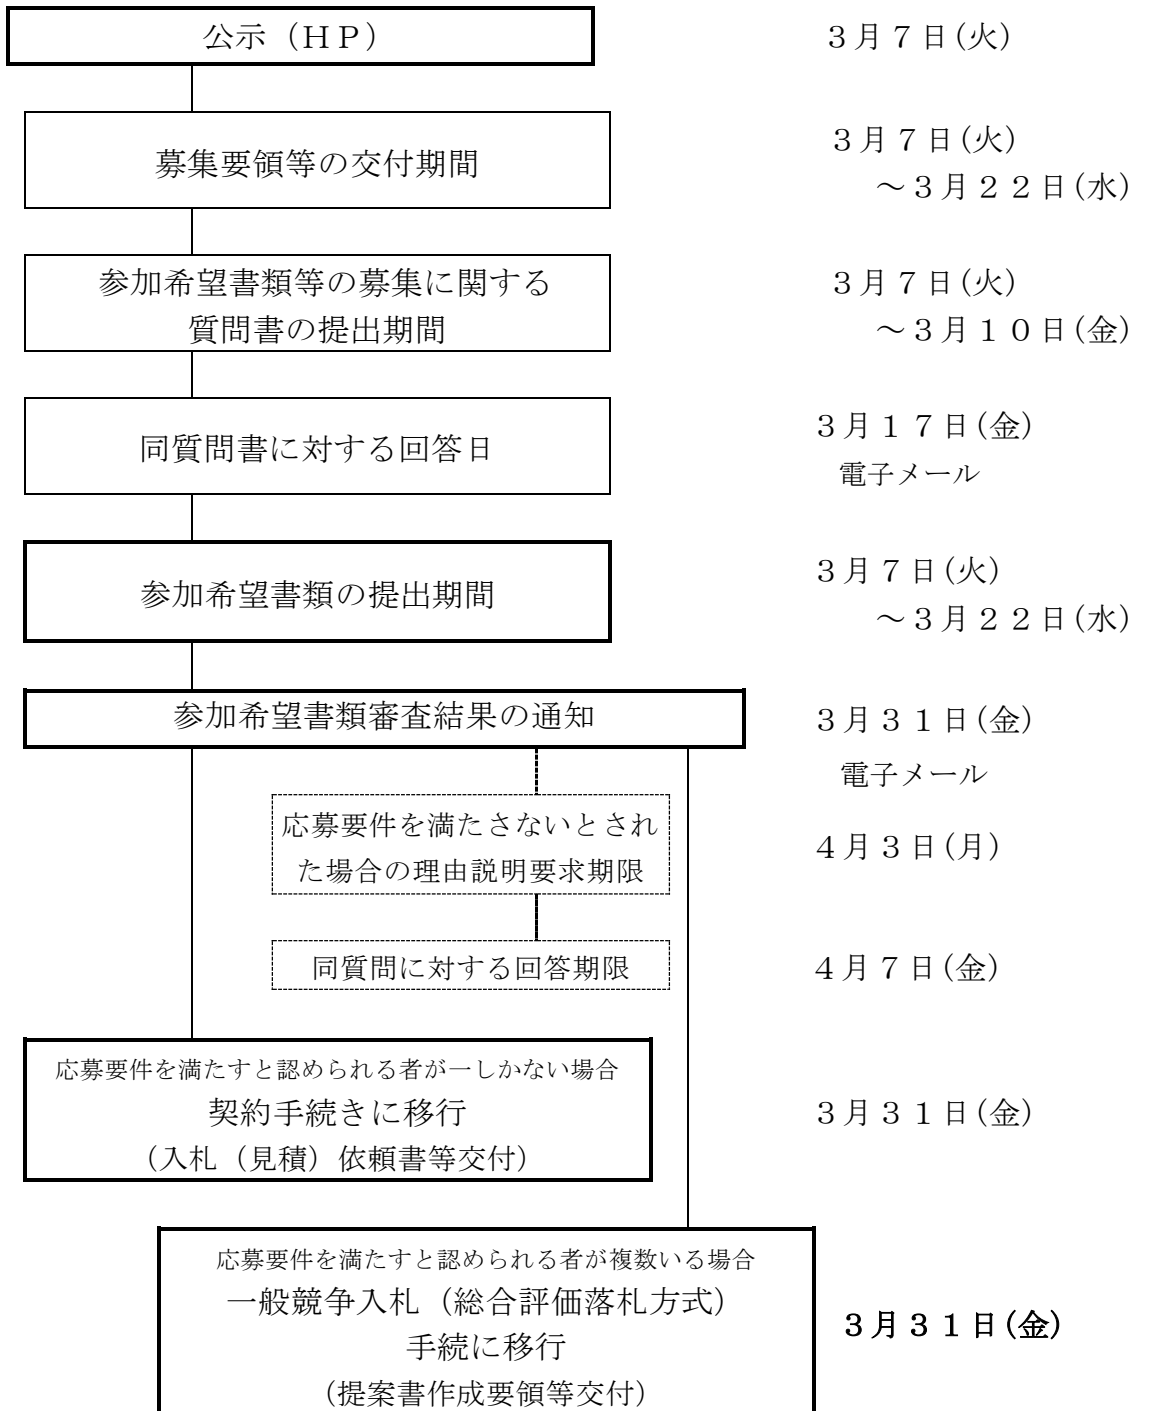 公示（ＨＰ）
３月７日(火)
募集要領等の交付期間
３月７日(火)
～３月２２日(水)
参加希望書類等の募集に関する
質問書の提出期間
３月７日(火)
～３月１０日(金)
同質問書に対する回答日
３月１７日(金)
電子メール
参加希望書類の提出期間
３月７日(火)
～３月２２日(水)
参加希望書類審査結果の通知
３月３１日(金)
電子メール
応募要件を満たさないとされ
た場合の理由説明要求期限
４月３日(月)
同質問に対する回答期限
４月７日(金)
応募要件を満たすと認められる者が一しかない場合
契約手続きに移行
（入札（見積）依頼書等交付）
３月３１日(金)
応募要件を満たすと認められる者が複数いる場合
一般競争入札（総合評価落札方式）
手続に移行
（提案書作成要領等交付）
３月３１日(金)